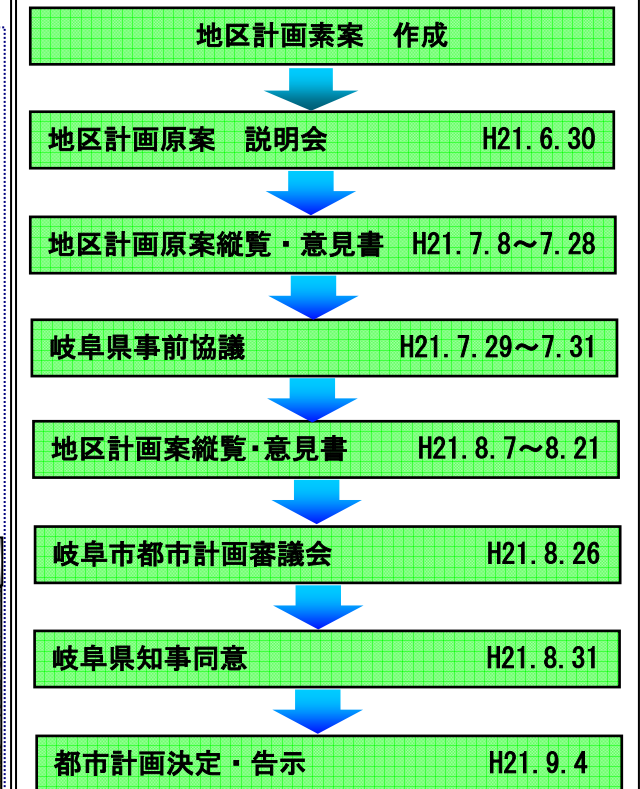 地区計画素案　作成
地区計画原案　説明会　H21.6.30
地区計画原案縦覧・意見書　H21.7.8～7.28
岐阜県事前協議　H21.7.29～7.31
地区計画案縦覧・意見書　H21.8.7～8.21
岐阜市都市計画審議会　H21.8.26
岐阜県知事同意　H21.8.31
都市計画決定・告示　H21.9.4